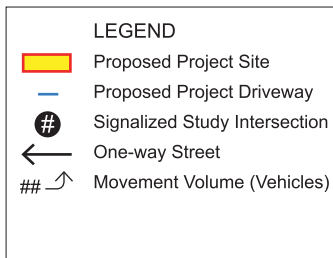 LEGEND
Proposed Project Site
Proposed Project Driveway
# Signalized Study Intersection
One-way Street
## Movement Volume (Vehicles)